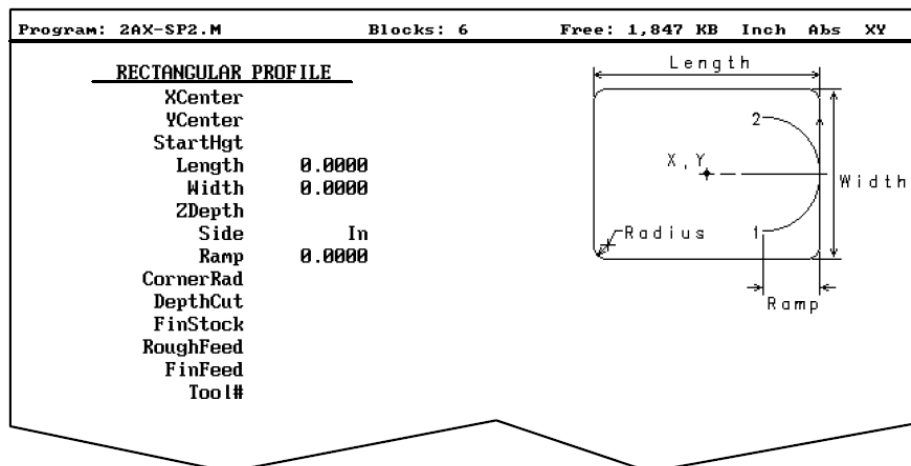 Program: 2AX-SP2.M Blocks: 6 Free: 1,847 KB Inch Abs XY
RECTANGULAR PROFILE
XCenter
YCenter
StartHgt
Length 0.0000
Width 0.0000
ZDepth
Side In
Ramp 0.0000
CornerRad
DepthCut
FinStock
RoughFeed
FinFeed
Tool#
Length
2
X, Y
Width
Radius
1
Ramp